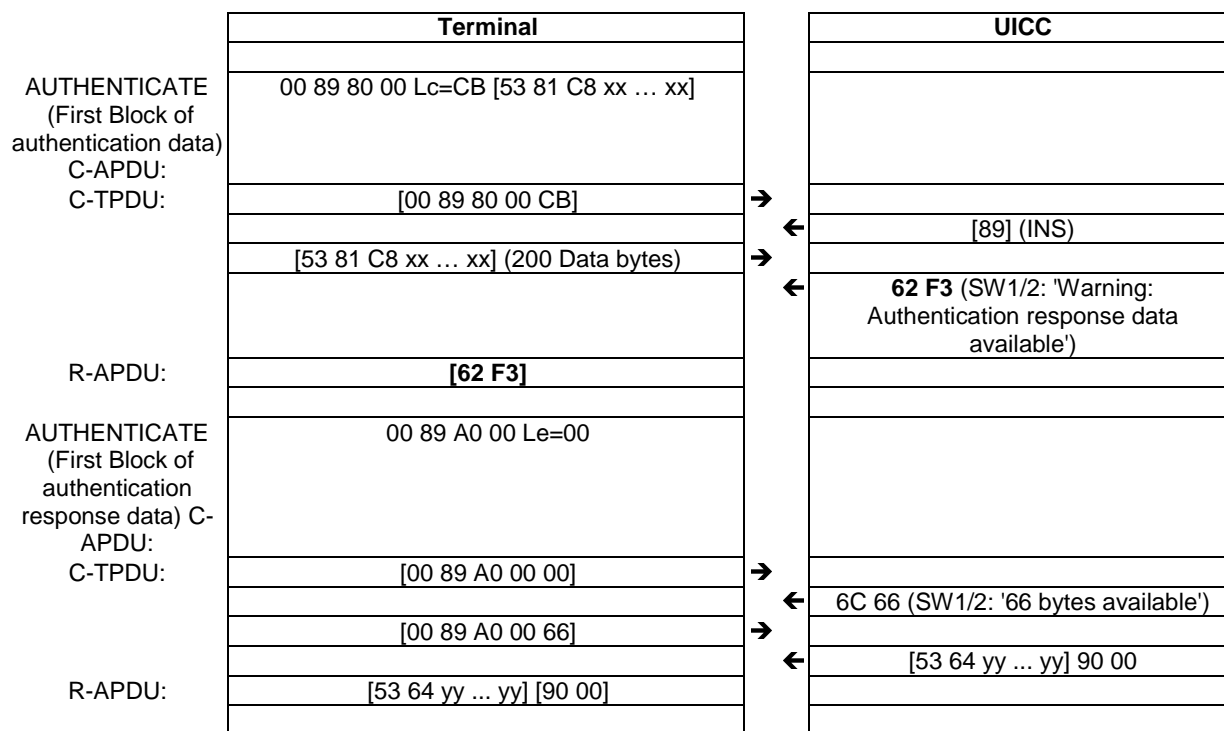 Terminal UICC
AUTHENTICATE 00 89 80 00 Lc=CB [53 81 C8 xx … xx]
(First Block of
authentication data)
C-APDU:
C-TPDU: [00 89 80 00 CB] ➔
🡰 [89] (INS)
[53 81 C8 xx … xx] (200 Data bytes) ➔
🡰 62 F3 (SW1/2: 'Warning:
Authentication response data
available')
R-APDU: [62 F3]
AUTHENTICATE 00 89 A0 00 Le=00
(First Block of
authentication
response data) C-
APDU:
C-TPDU: [00 89 A0 00 00] ➔
🡰 6C 66 (SW1/2: '66 bytes available')
[00 89 A0 00 66] ➔
🡰 [53 64 yy ... yy] 90 00
R-APDU: [53 64 yy ... yy] [90 00]